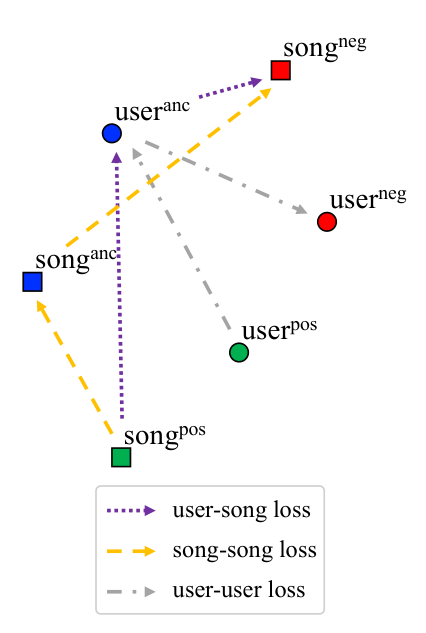 song^neg
user^anc
user^neg
song^anc
user^pos
song^pos
user-song loss
song-song loss
user-user loss